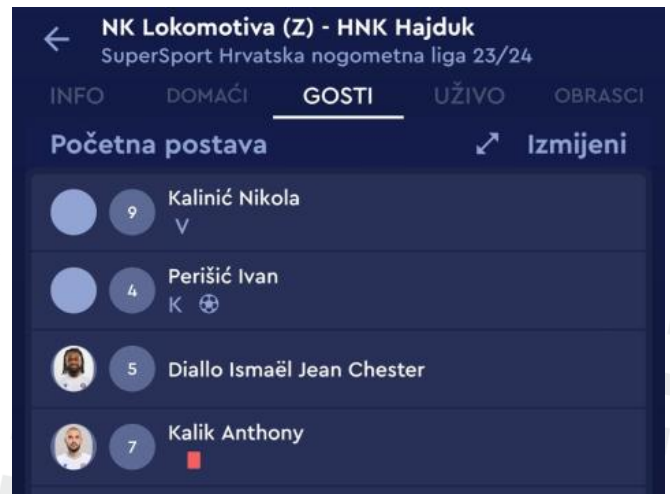 NK Lokomotiva (Z) - HNK Hajduk
SuperSport Hrvatska nogometna liga 23/24
INFO DOMAĆI GOSTI UŽIVO OBRASCI
Početna postava Izmijeni
9 Kalinić Nikola
V
4 Perišić Ivan
K
5 Diallo Ismaël Jean Chester
7 Kalik Anthony